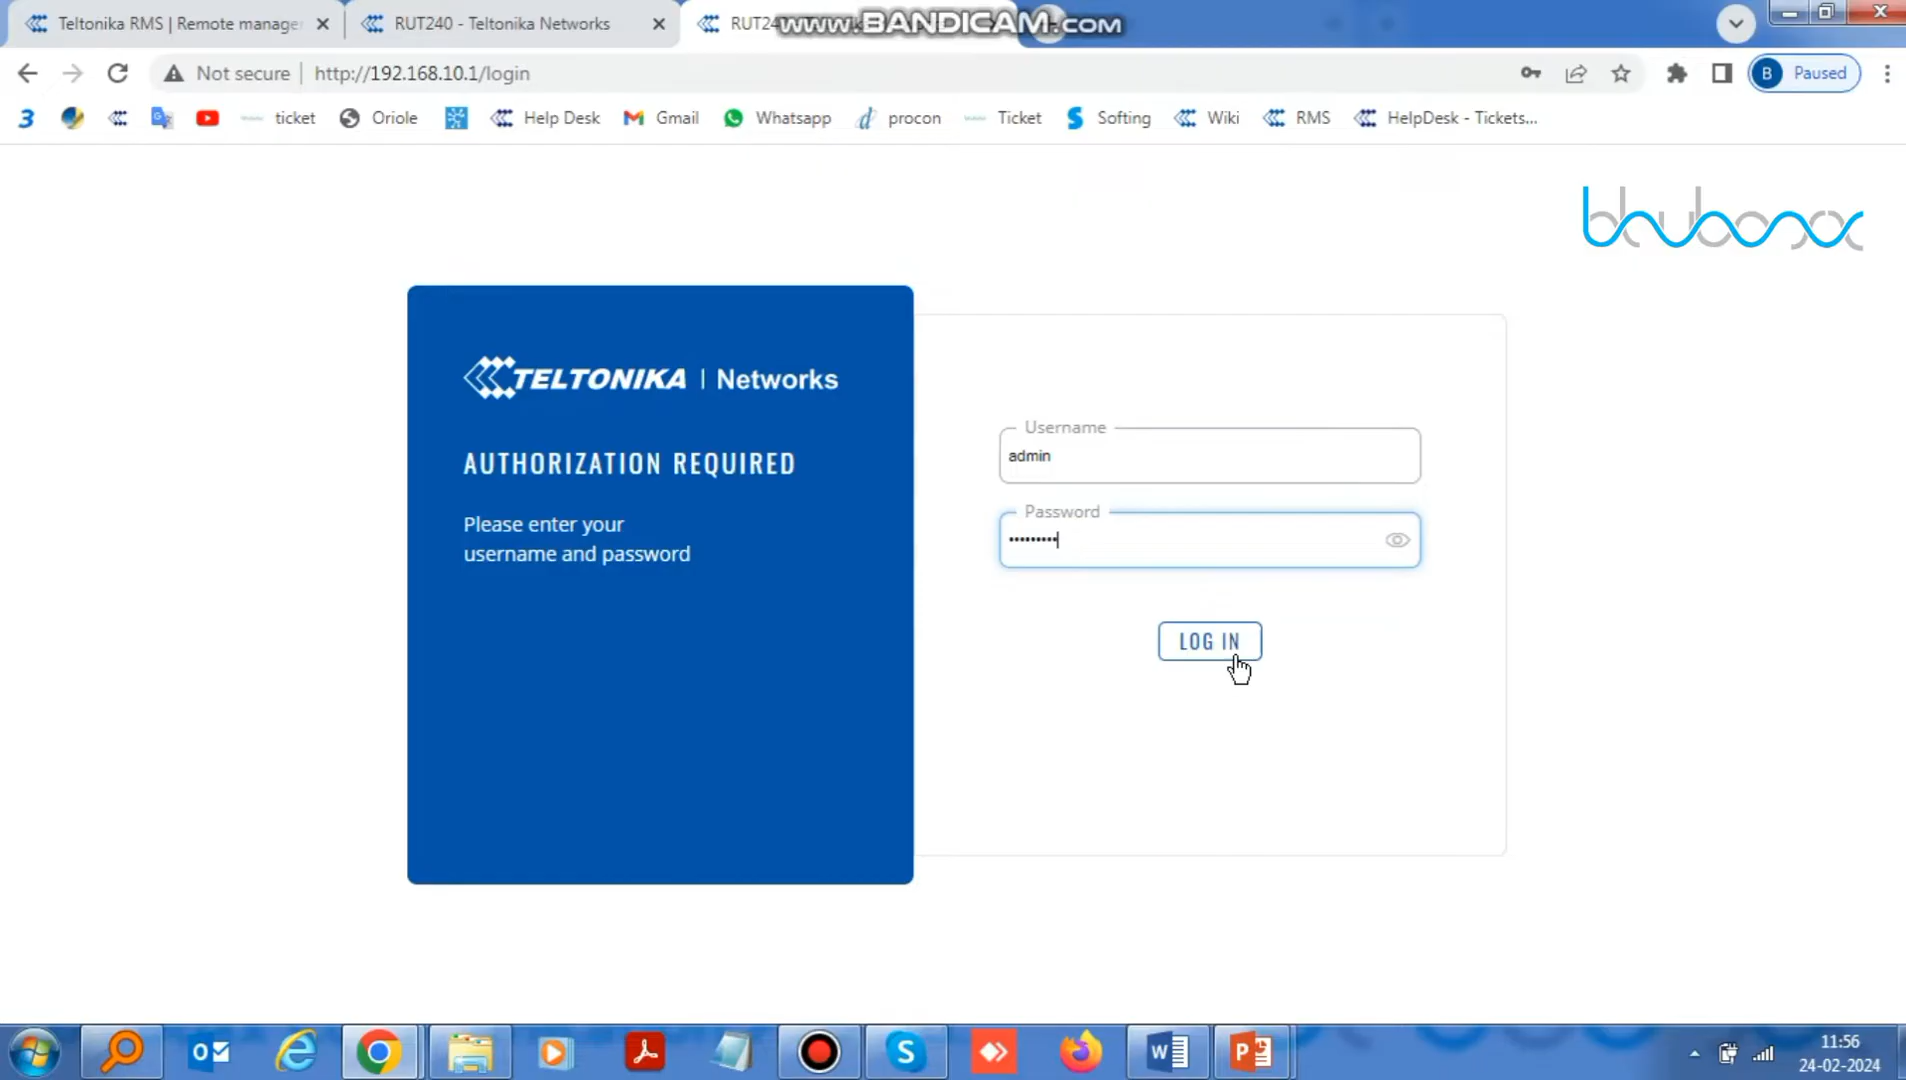 Teltonika RMS | Remote manage
RUT240 - Teltonika Networks
RUT24
www.BANDICAM.com
Not secure
http://192.168.10.1/login
B
Paused
3
ticket
Oriole
Help Desk
Gmail
Whatsapp
procon
Ticket
Softing
Wiki
RMS
HelpDesk - Tickets...
TELTONIKA | Networks
AUTHORIZATION REQUIRED
Please enter your
username and password
Username
admin
Password
•••••••••
LOG IN
11:56
24-02-2024